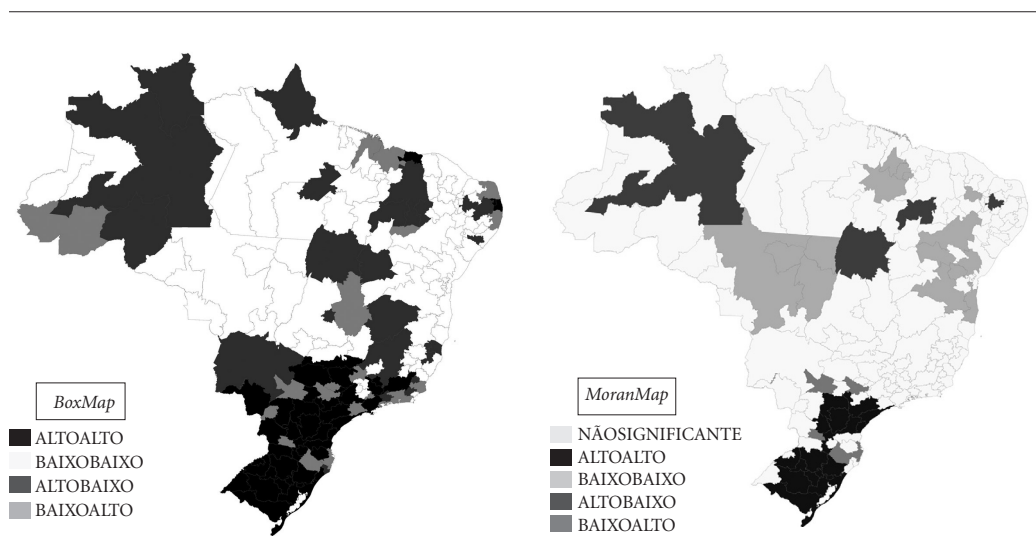 BoxMap
ALTOALTO
BAIXOBAIXO
ALTOBAIXO
BAIXOALTO
MoranMap
NÃOSIGNIFICANTE
ALTOALTO
BAIXOBAIXO
ALTOBAIXO
BAIXOALTO